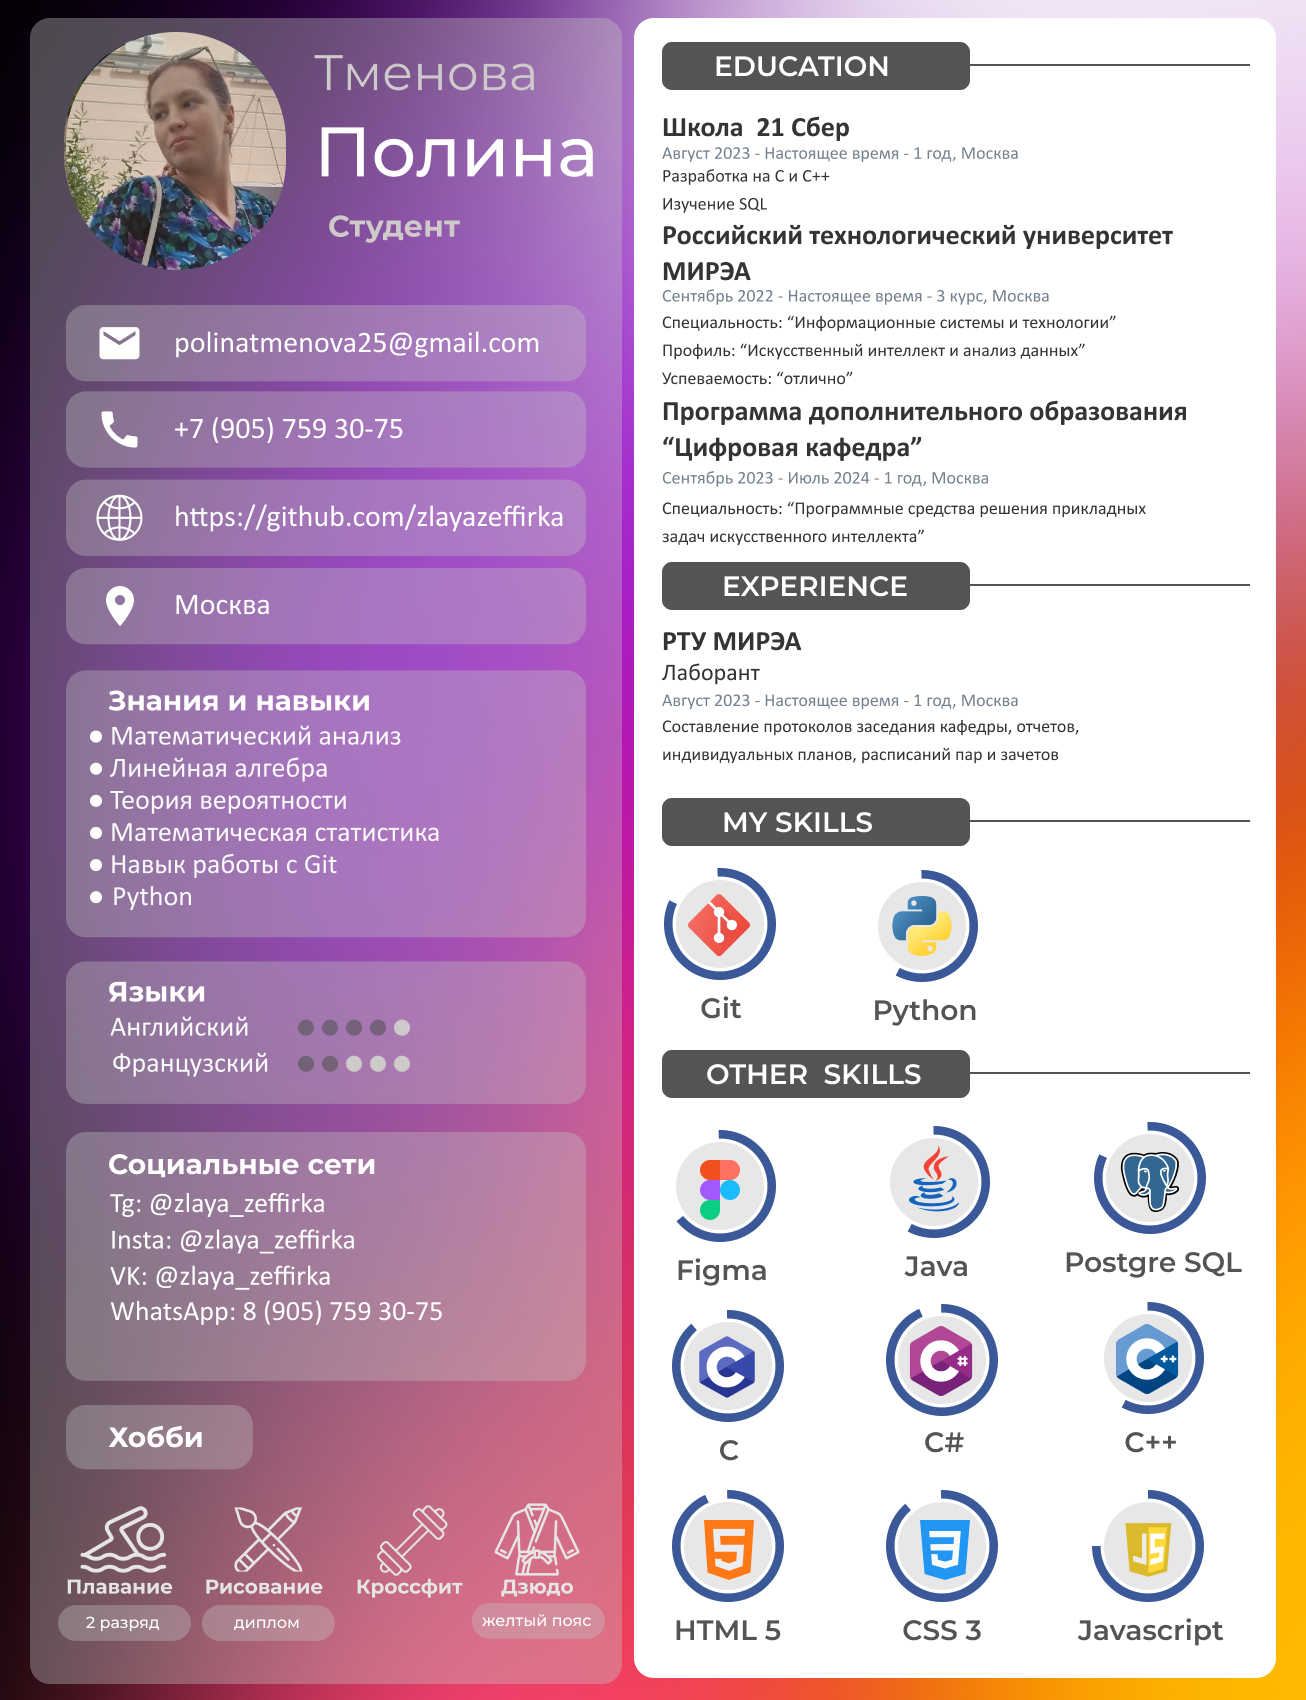 Тменова
Полина
Студент
polinatmenova25@gmail.com
+7 (905) 759 30-75
https://github.com/zlayazeffirka
Москва
Знания и навыки
● Математический анализ
● Линейная алгебра
● Теория вероятности
● Математическая статистика
● Навык работы с Git
● Python
Языки
Английский
Французский
Социальные сети
Tg: @zlaya_zeffirka
Insta: @zlaya_zeffirka
VK: @zlaya_zeffirka
WhatsApp: 8 (905) 759 30-75
Хобби
Плавание Рисование Кроссфит Дзюдо
2 разряд диплом желтый пояс
EDUCATION
Школа 21 Сбер
Август 2023 - Настоящее время - 1 год, Москва
Разработка на C и C++
Изучение SQL
Российский технологический университет
МИРЭА
Сентябрь 2022 - Настоящее время - 3 курс, Москва
Специальность: “Информационные системы и технологии”
Профиль: “Искусственный интеллект и анализ данных”
Успеваемость: “отлично”
Программа дополнительного образования
“Цифровая кафедра”
Сентябрь 2023 - Июль 2024 - 1 год, Москва
Специальность: “Программные средства решения прикладных
задач искусственного интеллекта”
EXPERIENCE
РТУ МИРЭА
Лаборант
Август 2023 - Настоящее время - 1 год, Москва
Составление протоколов заседания кафедры, отчетов,
индивидуальных планов, расписаний пар и зачетов
MY SKILLS
Git Python
OTHER SKILLS
Figma Java Postgre SQL
C C# C++
C C# C++
5 3 JS
HTML 5 CSS 3 Javascript